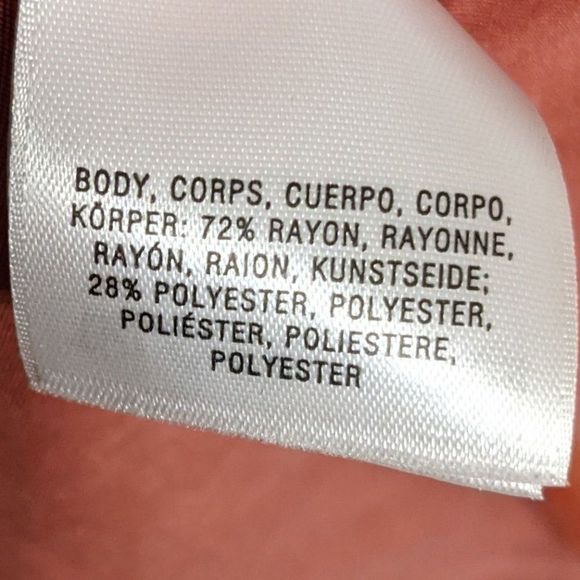 BODY, CORPS, CUERPO, CORPO,
KÖRPER: 72% RAYON, RAYONNE,
RAYÓN, RAION, KUNSTSEIDE;
28% POLYESTER, POLYESTER,
POLIÉSTER, POLIESTERE,
POLYESTER